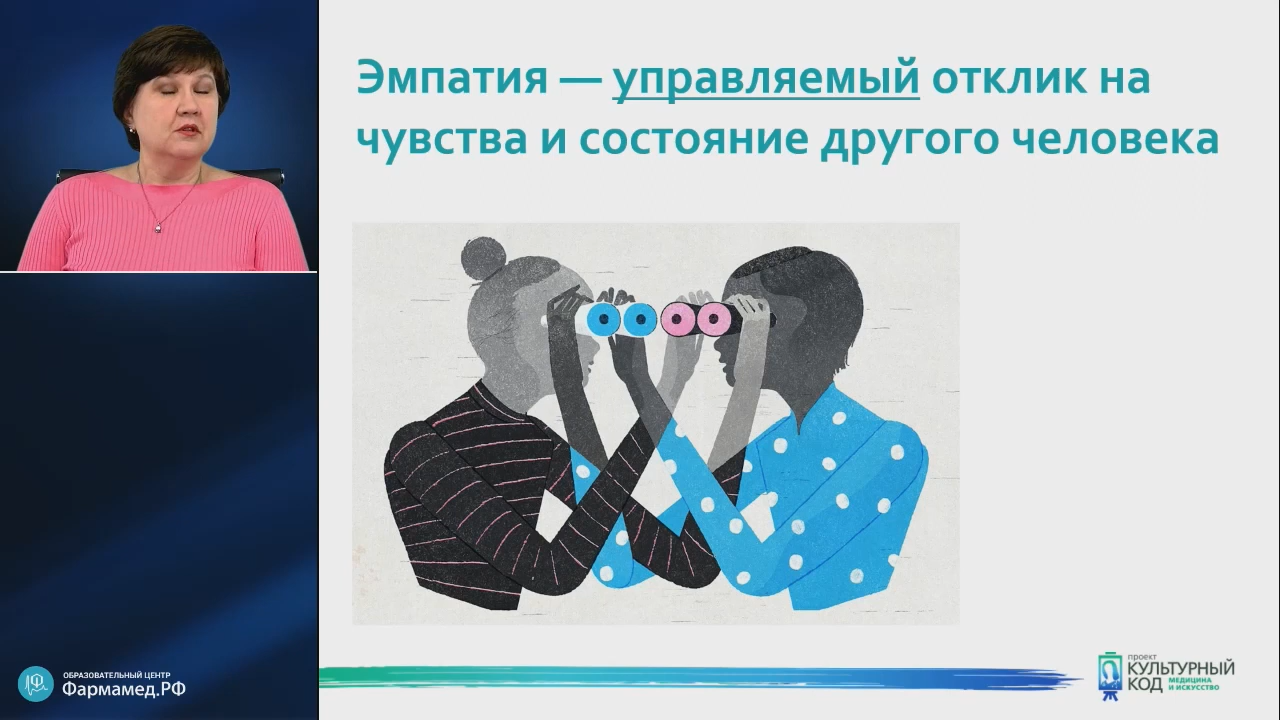 Эмпатия — управляемый отклик на
чувства и состояние другого человека
ОБРАЗОВАТЕЛЬНЫЙ ЦЕНТР
Фармамед.РФ
проект
КУЛЬТУРНЫЙ
КОД
МЕДИЦИНА
И ИСКУССТВО